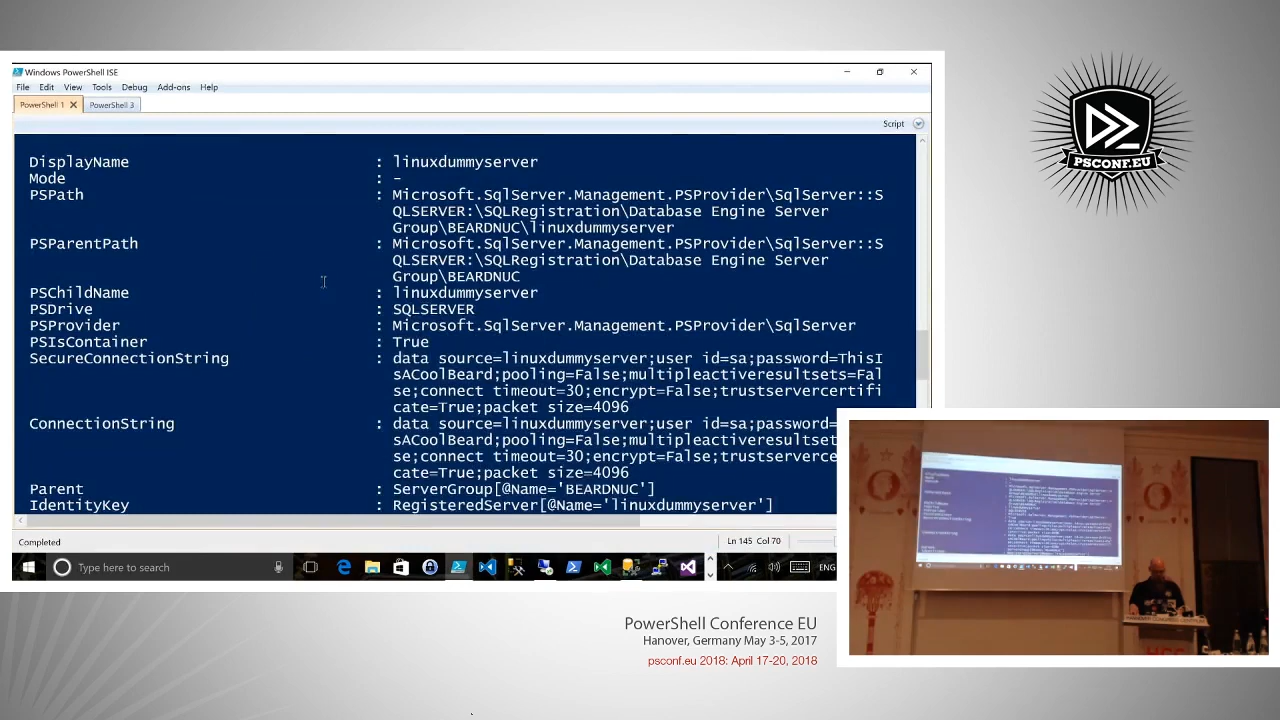 Windows PowerShell ISE
File Edit View Tools Debug Add-ons Help
PowerShell 1 PowerShell 3
Script
DisplayName : linuxdummyserver
Mode : -
PSPath : Microsoft.SqlServer.Management.PSProvider\SqlServer::S
QLSERVER:\SQLRegistration\Database Engine Server
Group\BEARDNUC\linuxdummyserver
PSParentPath : Microsoft.SqlServer.Management.PSProvider\SqlServer::S
QLSERVER:\SQLRegistration\Database Engine Server
Group\BEARDNUC
PSChildName : linuxdummyserver
PSDrive : SQLSERVER
PSProvider : Microsoft.SqlServer.Management.PSProvider\SqlServer
PSIsContainer : True
SecureConnectionString : data source=linuxdummyserver;user id=sa;password=ThisI
sACoolBeard;pooling=False;multipleactiveresultsets=Fal
se;connect timeout=30;encrypt=False;trustservercertifi
cate=True;packet size=4096
ConnectionString : data source=linuxdummyserver;user id=sa;password=
sACoolBeard;pooling=False;multipleactiveresultsets
se;connect timeout=30;encrypt=False;trustserverce
cate=True;packet size=4096
Parent : ServerGroup[@Name='BEARDNUC']
IdentityKey : RegisteredServer[@Name='linuxdummyserver']
Completed
Ln 145 Col 70
Type here to search
ENG
PSCONF.EU
PowerShell Conference EU
Hanover, Germany May 3-5, 2017
psconf.eu 2018: April 17-20, 2018